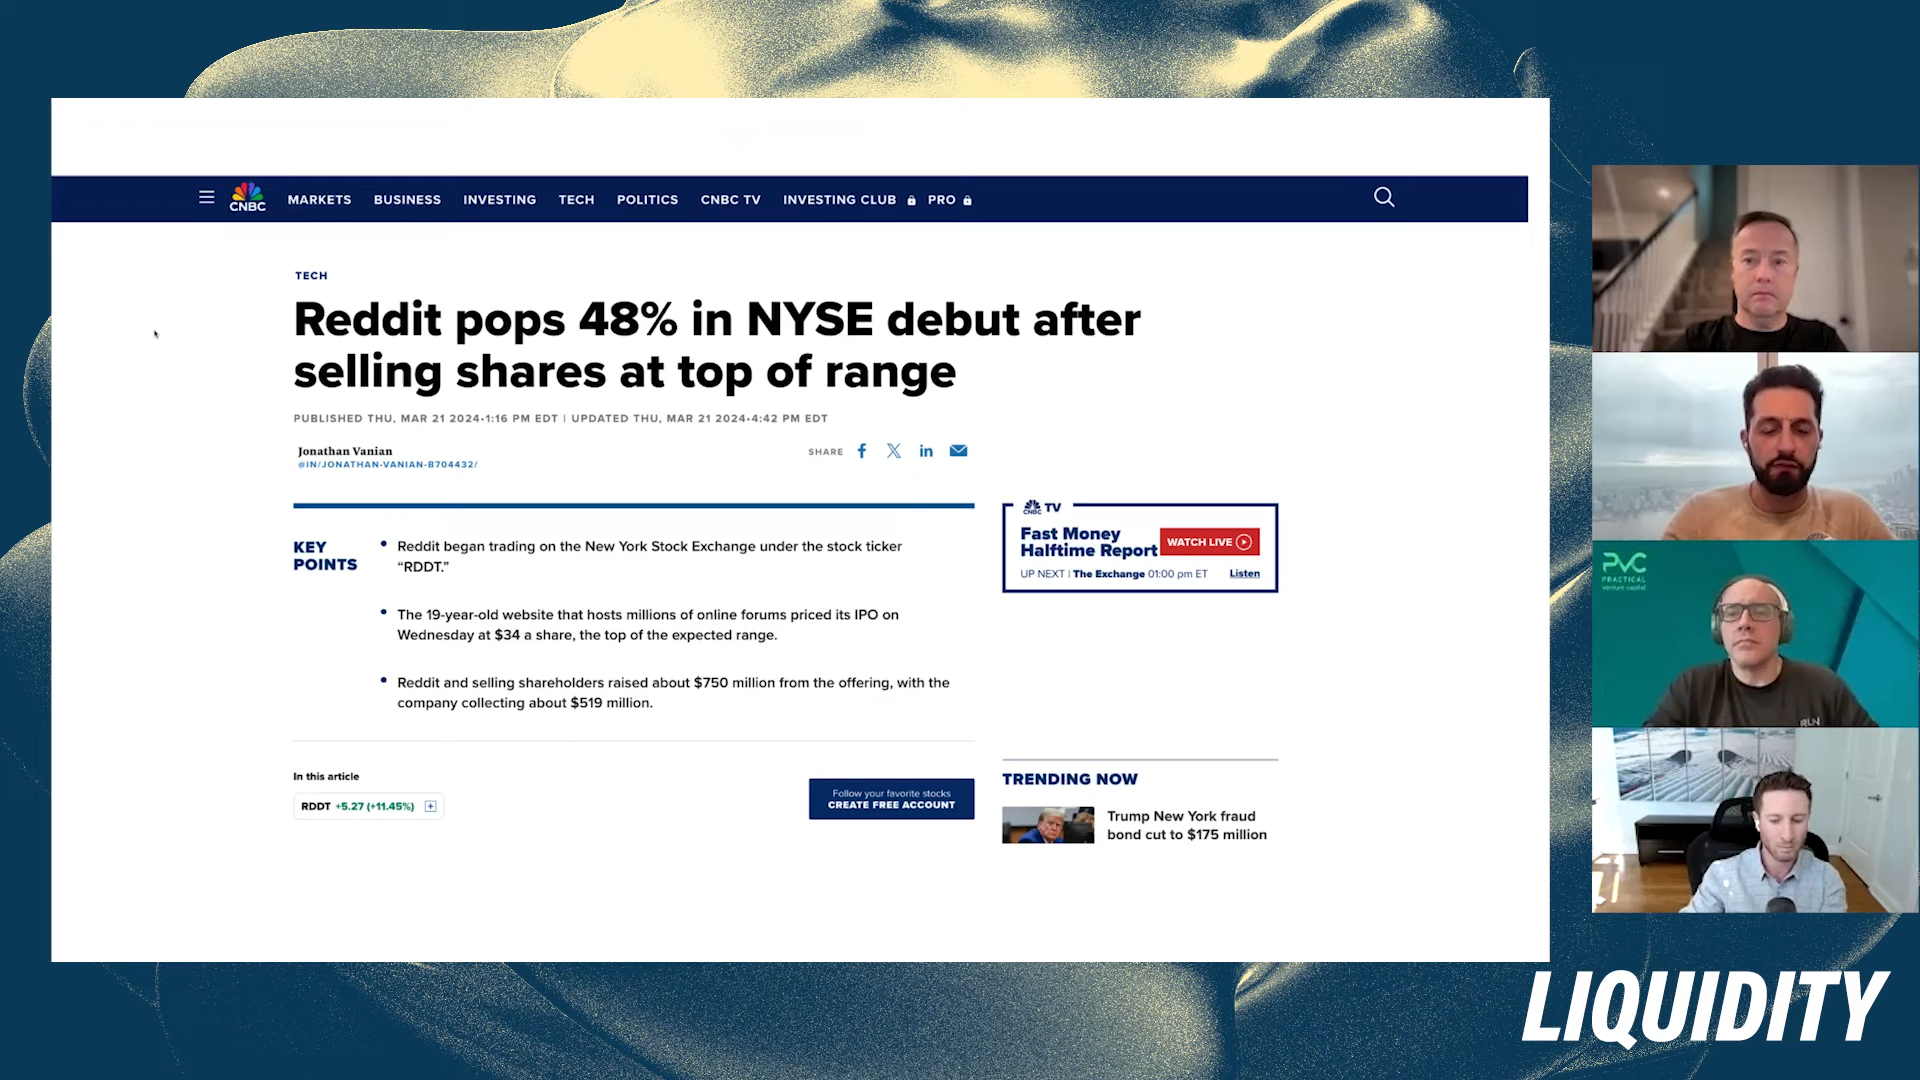 CNBC
MARKETS
BUSINESS
INVESTING
TECH
POLITICS
CNBC TV
INVESTING CLUB
PRO
TECH
Reddit pops 48% in NYSE debut after
selling shares at top of range
PUBLISHED THU, MAR 21 2024•1:16 PM EDT | UPDATED THU, MAR 21 2024•4:42 PM EDT
Jonathan Vanian
@IN/JONATHAN-VANIAN-B704432/
SHARE
KEY
POINTS
Reddit began trading on the New York Stock Exchange under the stock ticker
“RDDT.”
The 19-year-old website that hosts millions of online forums priced its IPO on
Wednesday at $34 a share, the top of the expected range.
Reddit and selling shareholders raised about $750 million from the offering, with the
company collecting about $519 million.
In this article
RDDT +5.27 (+11.45%)
Follow your favorite stocks
CREATE FREE ACCOUNT
CNBC TV
Fast Money
Halftime Report
WATCH LIVE
UP NEXT | The Exchange 01:00 pm ET
Listen
TRENDING NOW
Trump New York fraud
bond cut to $175 million
PVC
PRACTICAL
venture capital
RUN
LIQUIDITY